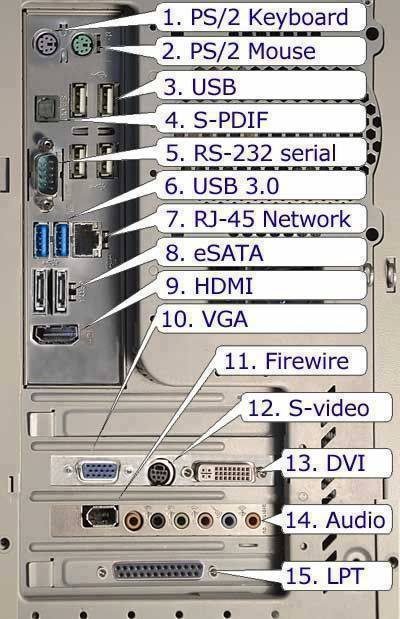 1. PS/2 Keyboard
2. PS/2 Mouse
3. USB
4. S-PDIF
5. RS-232 serial
6. USB 3.0
7. RJ-45 Network
8. eSATA
9. HDMI
10. VGA
11. Firewire
12. S-video
13. DVI
14. Audio
15. LPT